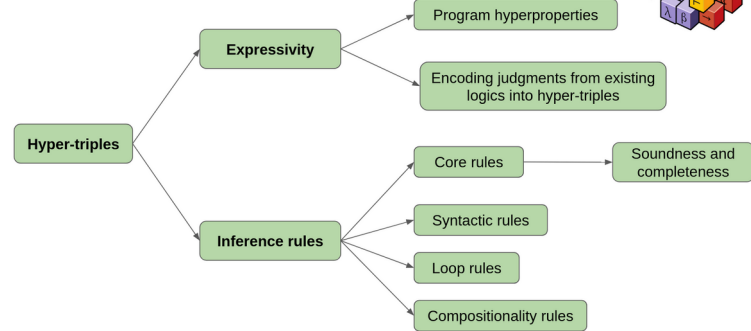 Program hyperproperties
Expressivity
Encoding judgments from existing
logics into hyper-triples
Hyper-triples
Core rules
Soundness and
completeness
Syntactic rules
Inference rules
Loop rules
Compositionality rules
λ
β